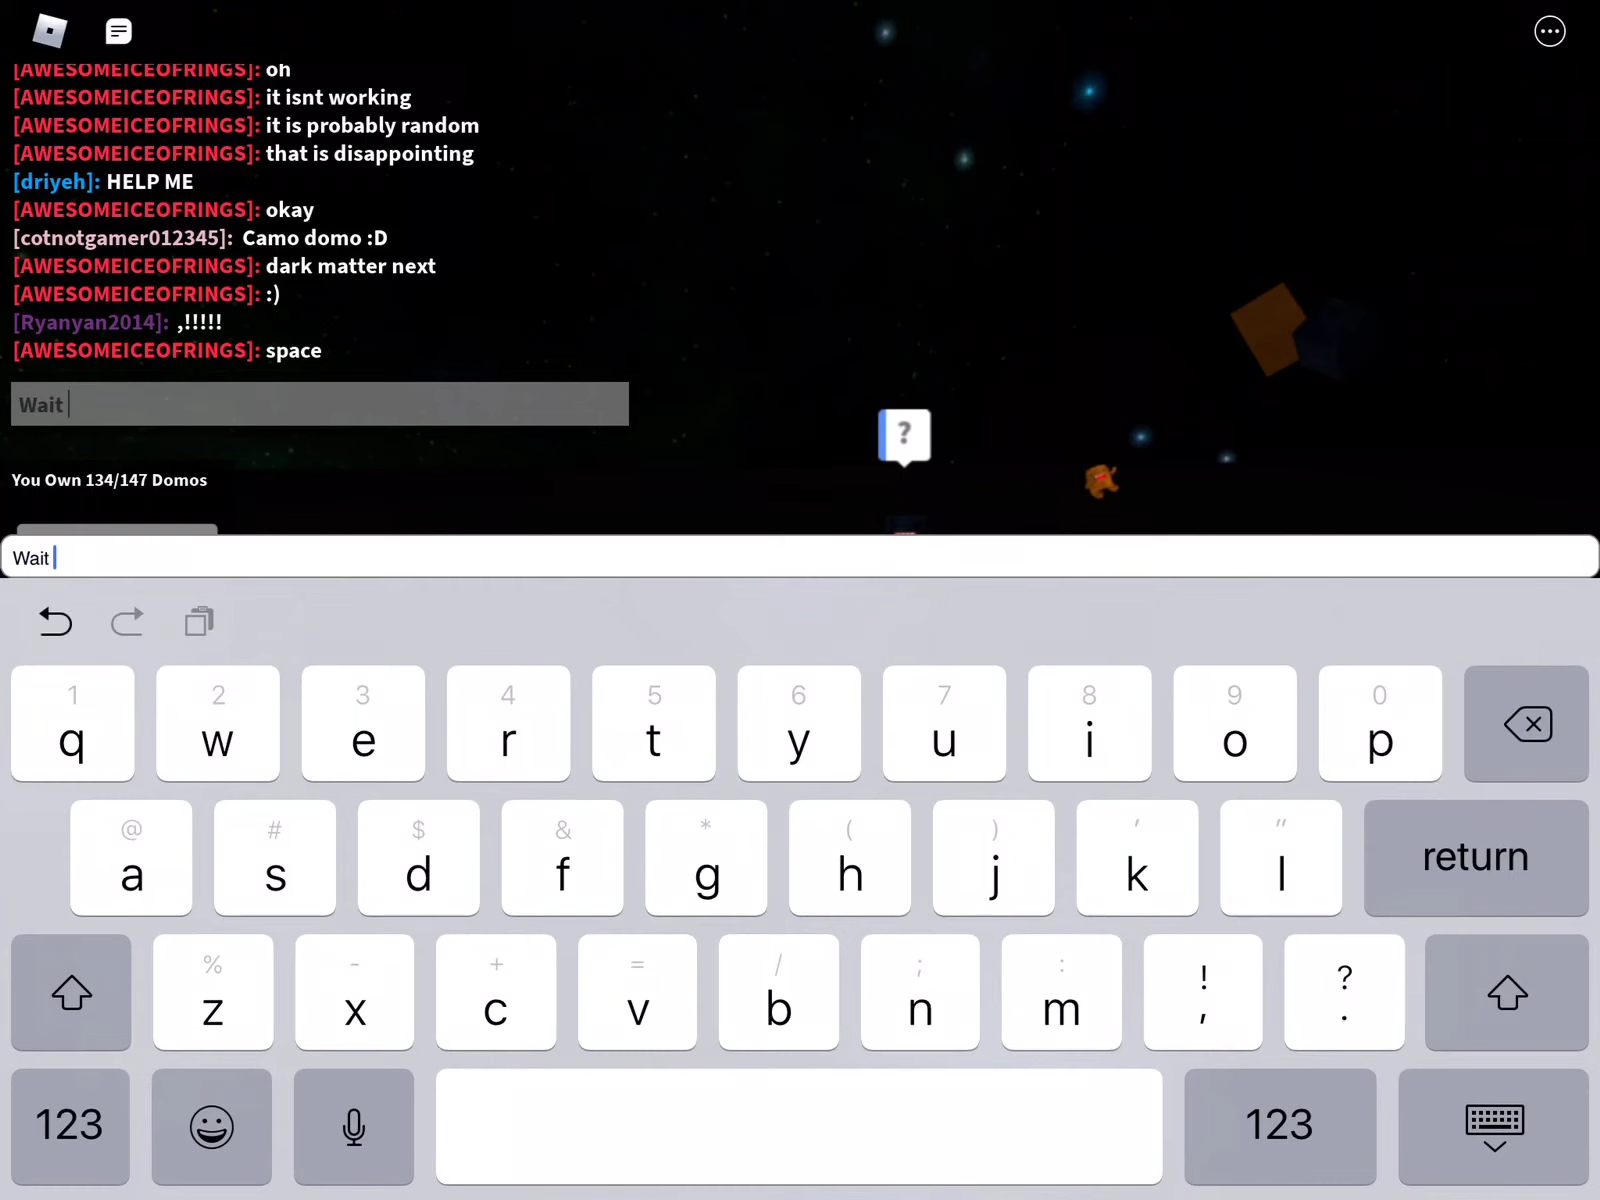 [AWESOMEICEOFRINGS]: oh
[AWESOMEICEOFRINGS]: it isnt working
[AWESOMEICEOFRINGS]: it is probably random
[AWESOMEICEOFRINGS]: that is disappointing
[driyeh]: HELP ME
[AWESOMEICEOFRINGS]: okay
[cotnotgamer012345]: Camo domo :D
[AWESOMEICEOFRINGS]: dark matter next
[AWESOMEICEOFRINGS]: :)
[Ryanyan2014]: ,!!!!!
[AWESOMEICEOFRINGS]: space
Wait
?
You Own 134/147 Domos
Wait
1 2 3 4 5 6 7 8 9 0
q w e r t y u i o p
@ # $ & * ( ) ' "
a s d f g h j k l return
% - + = / ; : ! ?
z x c v b n m , .
123 123